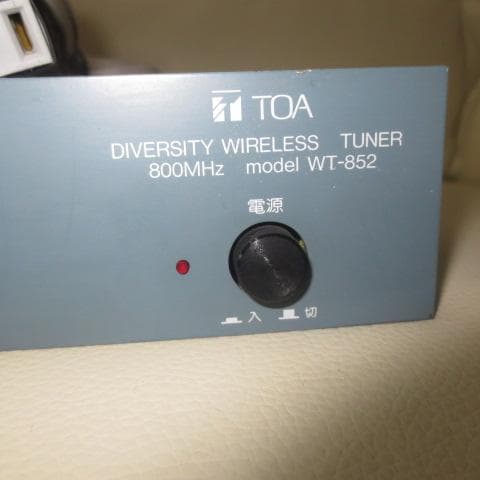 TOA
DIVERSITY WIRELESS TUNER
800MHz model WT-852
電源
入 切